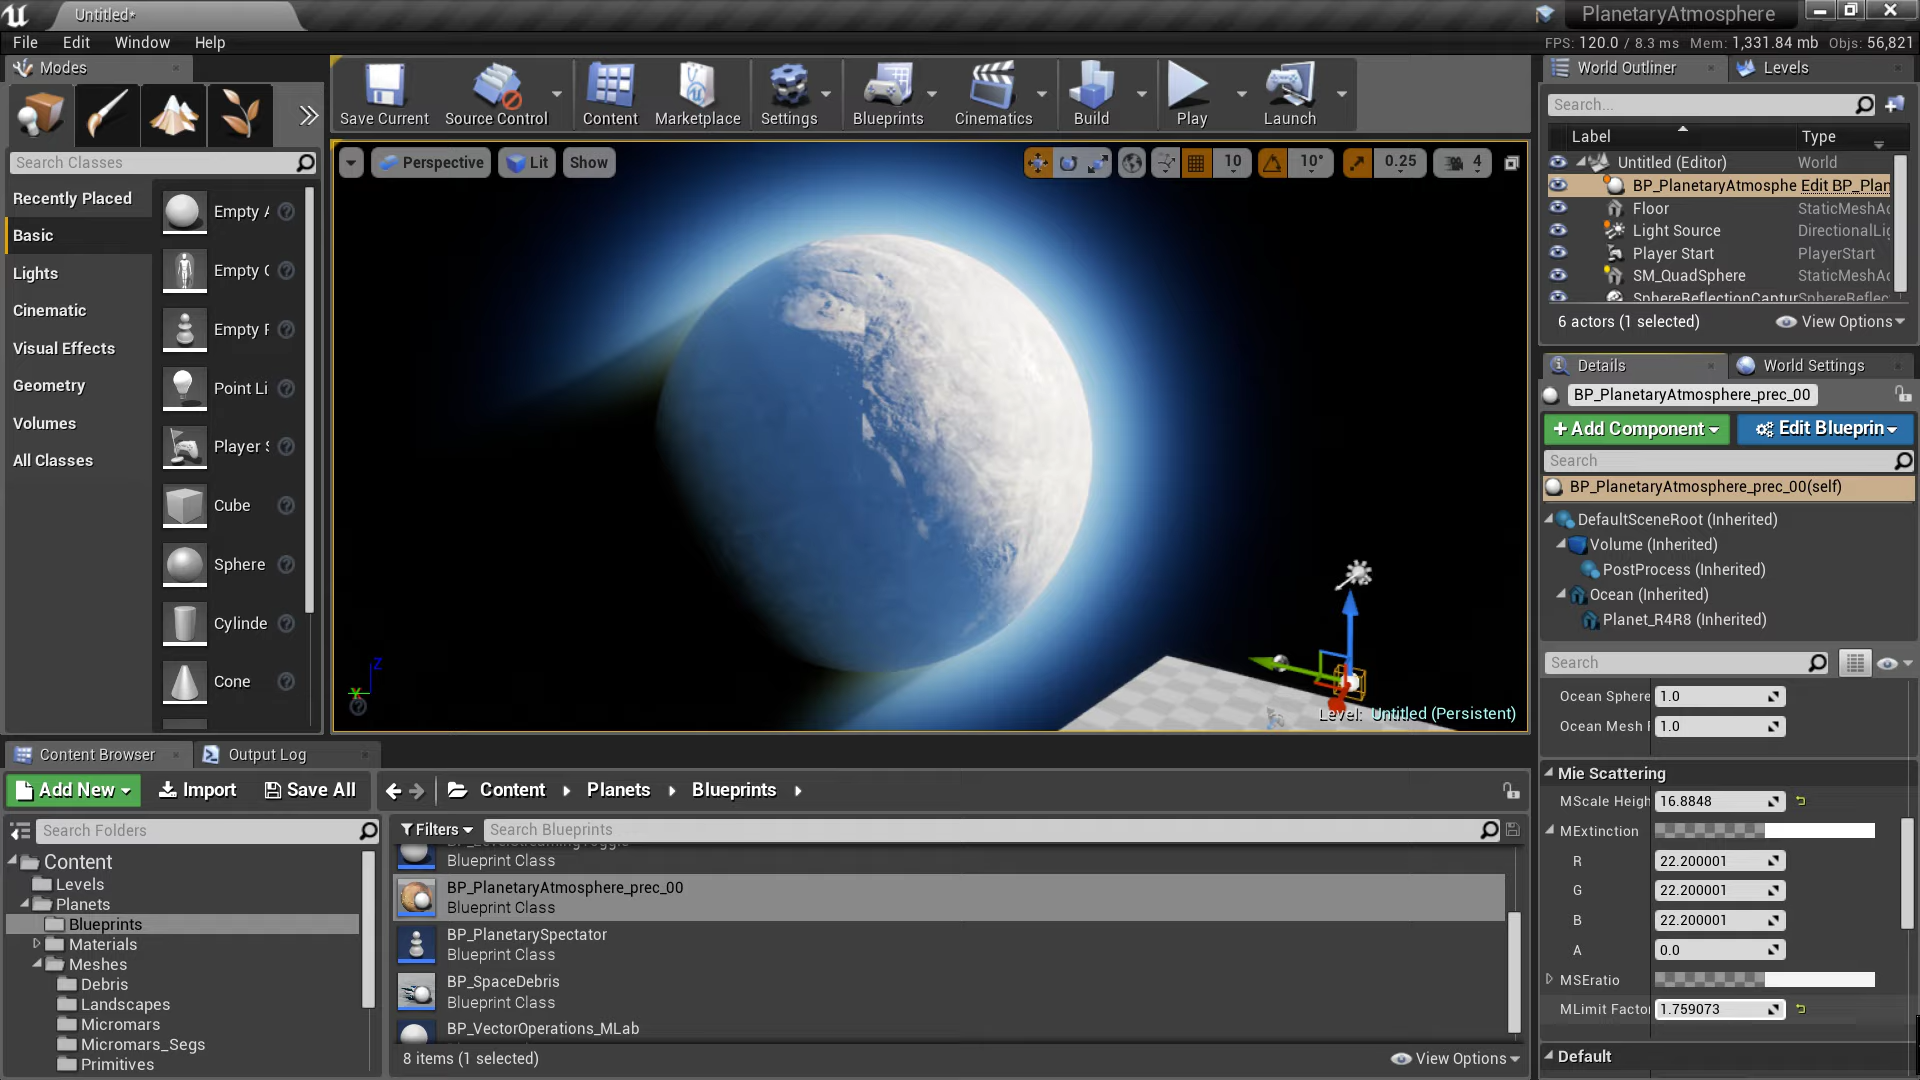 Untitled*
PlanetaryAtmosphere
File Edit Window Help
FPS: 120.0 / 8.3 ms Mem: 1,331.84 mb Objs: 56,821
Modes
Search Classes
Recently Placed
Basic
Lights
Cinematic
Visual Effects
Geometry
Volumes
All Classes
Empty A
Empty C
Empty P
Point Li
Player S
Cube
Sphere
Cylinde
Cone
Save Current
Source Control
Content
Marketplace
Settings
Blueprints
Cinematics
Build
Play
Launch
Perspective Lit Show
10 10° 0.25 4
Z
Y
Level: Untitled (Persistent)
World Outliner Levels
Search...
Label Type
Untitled (Editor) World
BP_PlanetaryAtmosphe Edit BP_Plan
Floor StaticMeshAc
Light Source DirectionalLig
Player Start PlayerStart
SM_QuadSphere StaticMeshAc
SphereReflectionCaptur SphereReflec
6 actors (1 selected) View Options
Details World Settings
BP_PlanetaryAtmosphere_prec_00
+ Add Component Edit Blueprin
Search
BP_PlanetaryAtmosphere_prec_00(self)
DefaultSceneRoot (Inherited)
Volume (Inherited)
PostProcess (Inherited)
Ocean (Inherited)
Planet_R4R8 (Inherited)
Search
Ocean Sphere 1.0
Ocean Mesh 1.0
Mie Scattering
MScale Heigh 16.8848
MExtinction
R 22.200001
G 22.200001
B 22.200001
A 0.0
MSEratio
MLimit Facto 1.759073
Default
Content Browser Output Log
Add New Import Save All Content Planets Blueprints
Search Folders
Content
Levels
Planets
Blueprints
Materials
Meshes
Debris
Landscapes
Micromars
Micromars_Segs
Primitives
Filters Search Blueprints
BP_LevelStreamingToggle
Blueprint Class
BP_PlanetaryAtmosphere_prec_00
Blueprint Class
BP_PlanetarySpectator
Blueprint Class
BP_SpaceDebris
Blueprint Class
BP_VectorOperations_MLab
8 items (1 selected) View Options